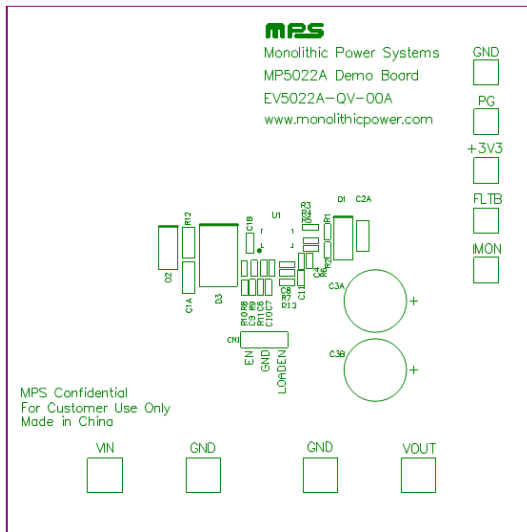 MPS
Monolithic Power Systems
MP5022A Demo Board
EV5022A-QV-00A
www.monolithicpower.com
GND
PG
+3V3
FLTB
IMON
U1
D1
C2A
R12
C1B
R1
C3A
+
D3
C1A
C3B
+
CN1
EN
GND
LOADEN
MPS Confidential
For Customer Use Only
Made in China
VIN
GND
GND
VOUT